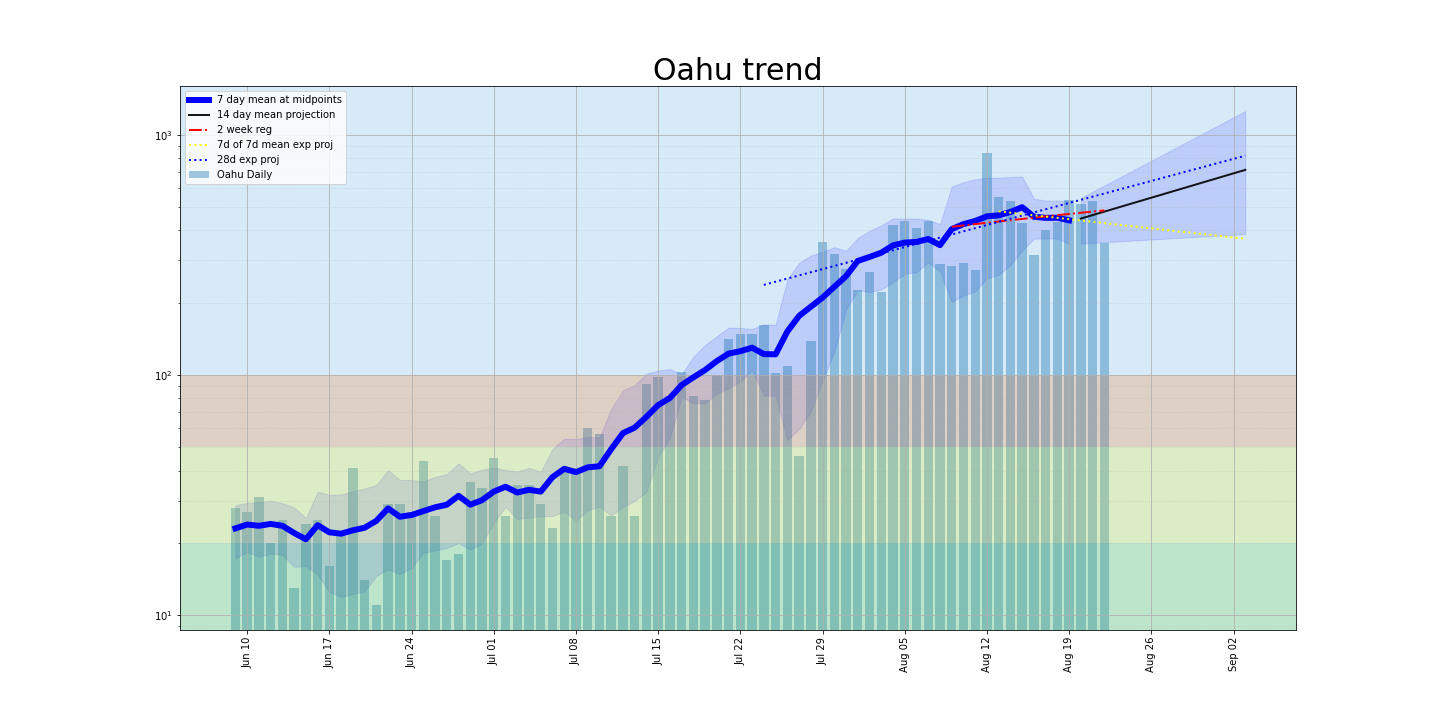 Oahu trend
7 day mean at midpoints
14 day mean projection
2 week reg
7d of 7d mean exp proj
28d exp proj
Oahu Daily
10³
10²
10¹
Jun 10
Jun 17
Jun 24
Jul 01
Jul 08
Jul 15
Jul 22
Jul 29
Aug 05
Aug 12
Aug 19
Aug 26
Sep 02